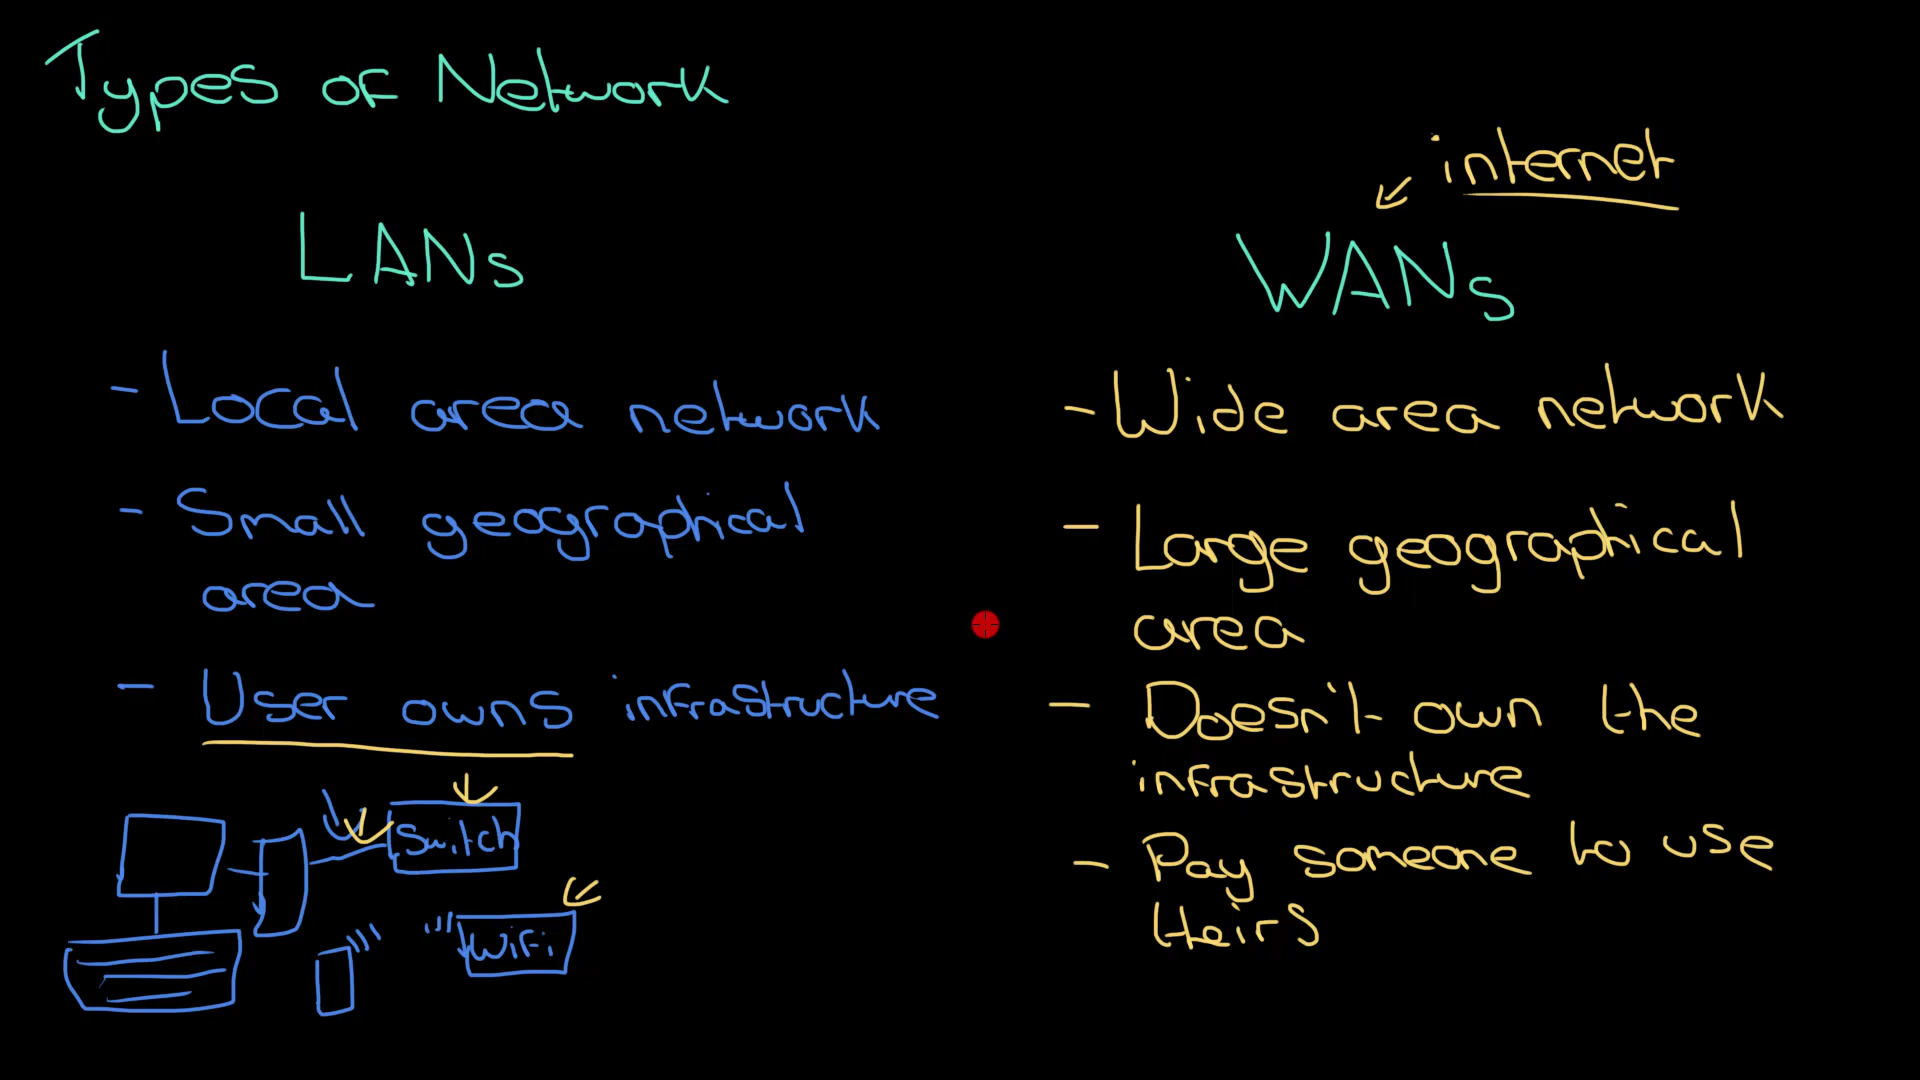 Types of Network
LANs
- Local area network
- Small geographical
area
- User owns infrastructure
Switch
WiFi
internet
WANs
- Wide area network
- Large geographical
area
- Doesn't own the
infrastructure
- Pay someone to use
theirs